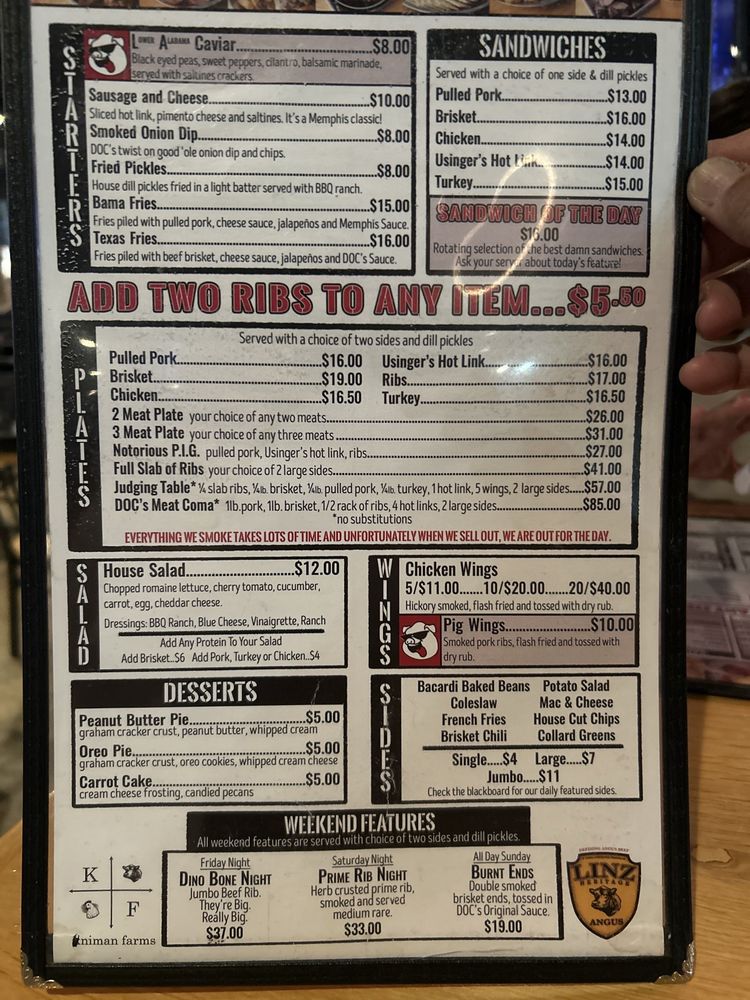 STARTERS
LOWER ALABAMA Caviar...$8.00
Black eyed peas, sweet peppers, cilantro, balsamic marinade,
served with saltines crackers.
Sausage and Cheese...$10.00
Sliced hot link, pimento cheese and saltines. It's a Memphis classic!
Smoked Onion Dip...$8.00
DOC's twist on good 'ole onion dip and chips.
Fried Pickles...$8.00
House dill pickles fried in a light batter served with BBQ ranch.
Bama Fries...$15.00
Fries piled with pulled pork, cheese sauce, jalapeños and Memphis Sauce.
Texas Fries...$16.00
Fries piled with beef brisket, cheese sauce, jalapeños and DOC's Sauce.
SANDWICHES
Served with a choice of one side & dill pickles
Pulled Pork...$13.00
Brisket...$16.00
Chicken...$14.00
Usinger's Hot Link...$14.00
Turkey...$15.00
SANDWICH OF THE DAY
$16.00
Rotating selection of the best damn sandwiches.
Ask your server about today's feature!
ADD TWO RIBS TO ANY ITEM...$5.50
PLATES
Served with a choice of two sides and dill pickles
Pulled Pork...$16.00
Brisket...$19.00
Chicken...$16.50
Usinger's Hot Link...$16.00
Ribs...$17.00
Turkey...$16.50
2 Meat Plate your choice of any two meats...$26.00
3 Meat Plate your choice of any three meats...$31.00
Notorious P.I.G. pulled pork, Usinger's hot link, ribs...$27.00
Full Slab of Ribs your choice of 2 large sides...$41.00
Judging Table* ¼ slab ribs, ¼lb. brisket, ¼lb. pulled pork, ¼lb. turkey, 1 hot link, 5 wings, 2 large sides...$57.00
DOC's Meat Coma* 1lb. pork, 1lb. brisket, 1/2 rack of ribs, 4 hot links, 2 large sides...$85.00
*no substitutions
EVERYTHING WE SMOKE TAKES LOTS OF TIME AND UNFORTUNATELY WHEN WE SELL OUT, WE ARE OUT FOR THE DAY.
SALAD
House Salad...$12.00
Chopped romaine lettuce, cherry tomato, cucumber,
carrot, egg, cheddar cheese.
Dressings: BBQ Ranch, Blue Cheese, Vinaigrette, Ranch
Add Any Protein To Your Salad
Add Brisket..$6 Add Pork, Turkey or Chicken..$4
WINGS
Chicken Wings
5/$11.00.......10/$20.00.......20/$40.00
Hickory smoked, flash fried and tossed with dry rub.
Pig Wings...$10.00
Smoked pork ribs, flash fried and tossed with
dry rub.
DESSERTS
Peanut Butter Pie...$5.00
graham cracker crust, peanut butter, whipped cream
Oreo Pie...$5.00
graham cracker crust, oreo cookies, whipped cream cheese
Carrot Cake...$5.00
cream cheese frosting, candied pecans
SIDES
Bacardi Baked Beans Potato Salad
Coleslaw Mac & Cheese
French Fries House Cut Chips
Brisket Chili Collard Greens
Single.....$4 Large.....$7
Jumbo.....$11
Check the blackboard for our daily featured sides.
WEEKEND FEATURES
All weekend features are served with choice of two sides and dill pickles.
Friday Night
DINO BONE NIGHT
Jumbo Beef Rib.
They're Big.
Really Big.
$37.00
Saturday Night
PRIME RIB NIGHT
Herb crusted prime rib,
smoked and served
medium rare.
$33.00
All Day Sunday
BURNT ENDS
Double smoked
brisket ends, tossed in
DOC's Original Sauce.
$19.00
K
F
niman farms
LINZ
HERITAGE
ANGUS